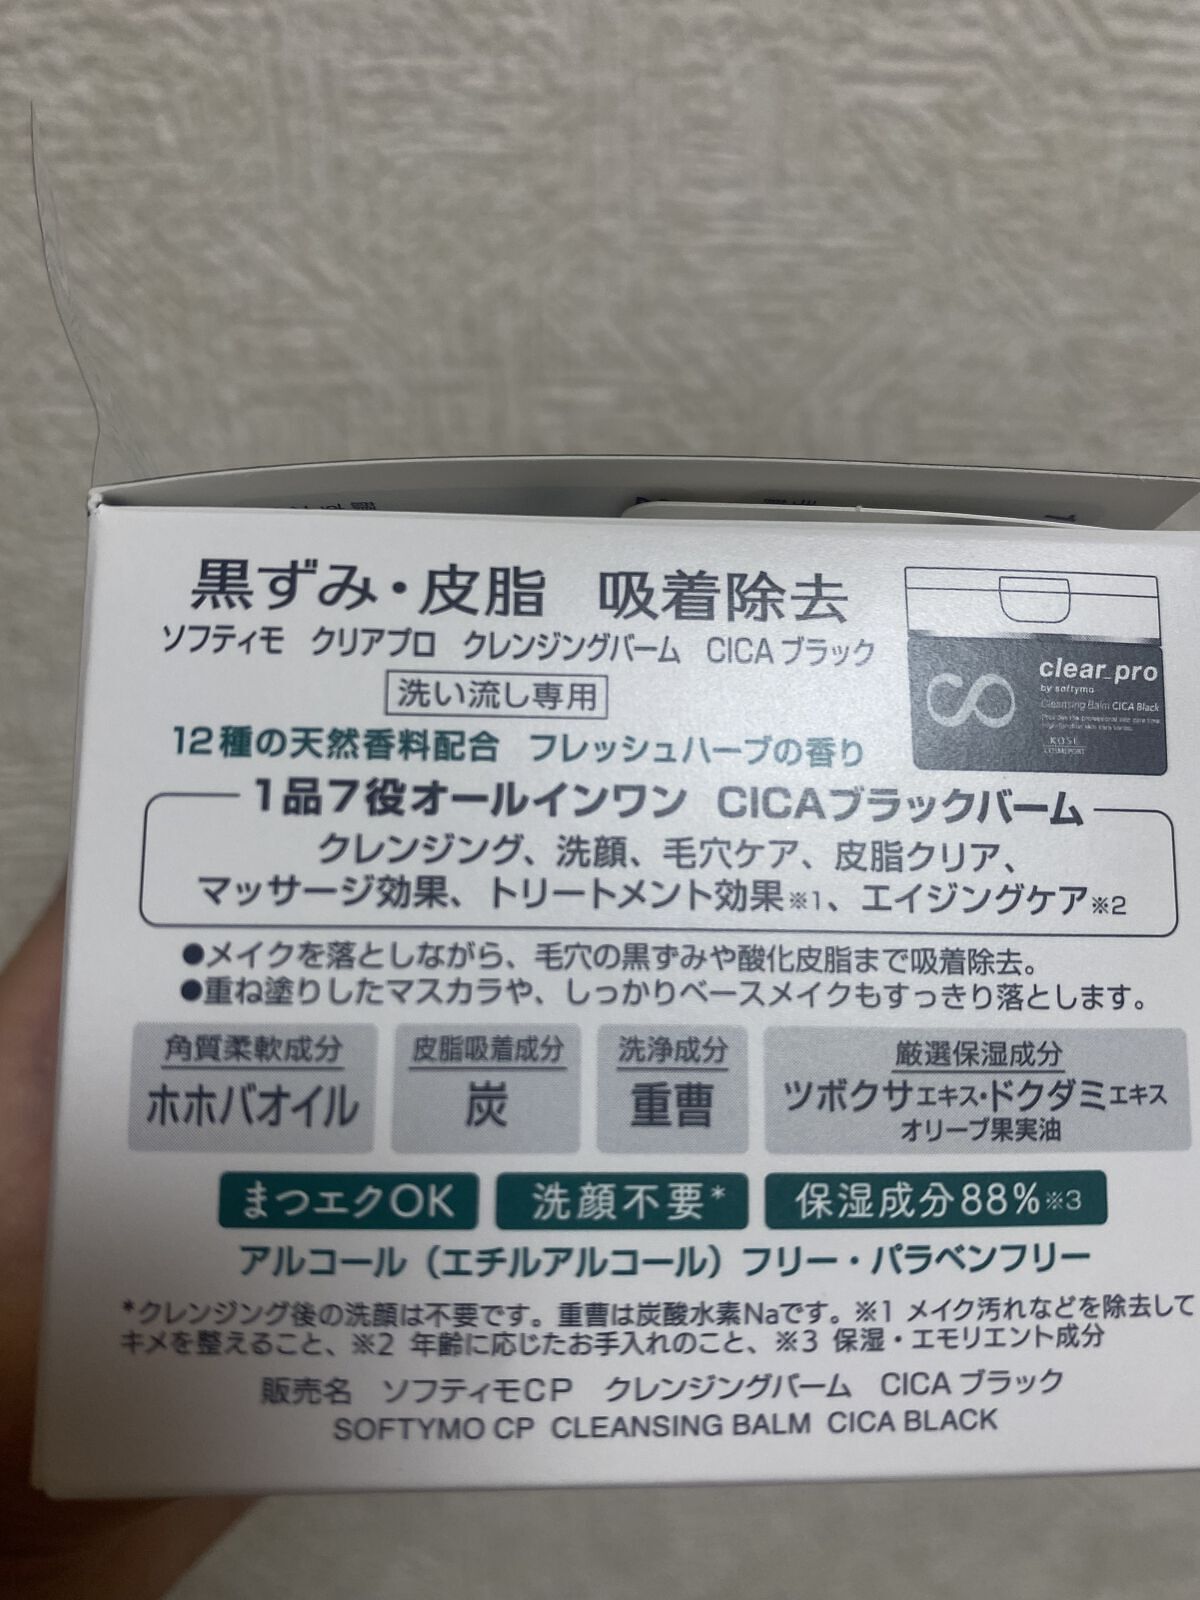 黒ずみ・皮脂 吸着除去
ソフティモ クリアプロ クレンジングバーム CICAブラック
洗い流し専用
12種の天然香料配合 フレッシュハーブの香り
clear_pro
by softymo
Cleansing Balm CICA Black
KOSÉ
COSMEPORT
1品7役オールインワン CICAブラックバーム
クレンジング、洗顔、毛穴ケア、皮脂クリア、
マッサージ効果、トリートメント効果※1、エイジングケア※2
●メイクを落としながら、毛穴の黒ずみや酸化皮脂まで吸着除去。
●重ね塗りしたマスカラや、しっかりベースメイクもすっきり落とします。
角質柔軟成分
ホホバオイル
皮脂吸着成分
炭
洗浄成分
重曹
厳選保湿成分
ツボクサエキス・ドクダミエキス
オリーブ果実油
まつエクOK 洗顔不要* 保湿成分88%※3
アルコール（エチルアルコール）フリー・パラベンフリー
*クレンジング後の洗顔は不要です。重曹は炭酸水素Naです。※1 メイク汚れなどを除去して
キメを整えること、※2 年齢に応じたお手入れのこと、※3 保湿・エモリエント成分
販売名 ソフティモCP クレンジングバーム CICA ブラック
SOFTYMO CP CLEANSING BALM CICA BLACK